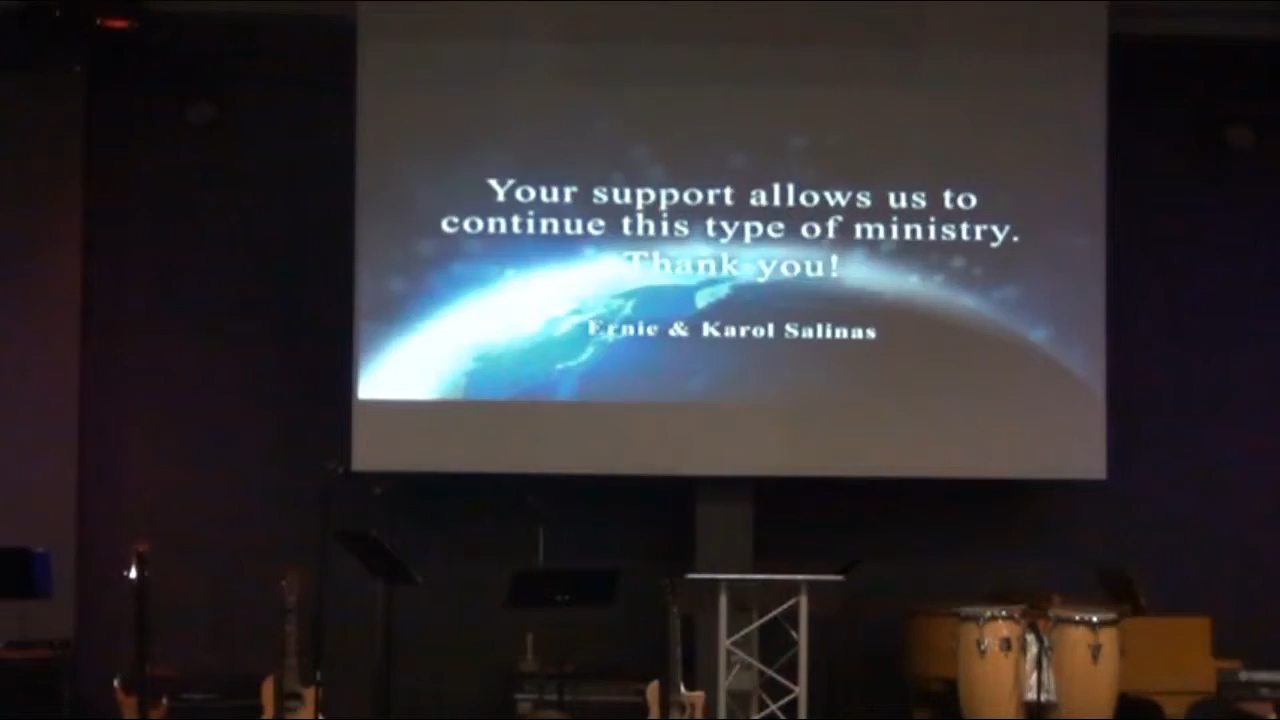 Your support allows us to
continue this type of ministry.
Thank you!
Ernie & Karol Salinas